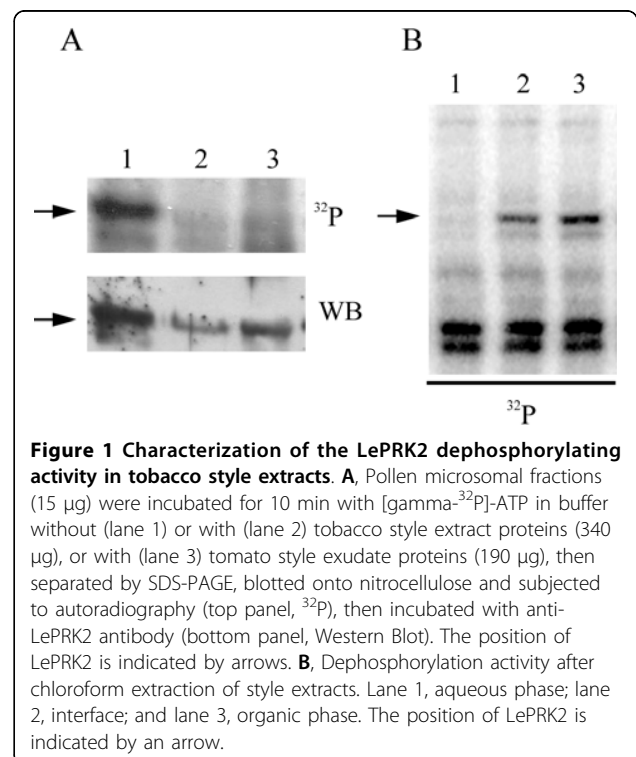 A
B
1 2 3
1 2 3
³²P
WB
³²P
Figure 1 Characterization of the LePRK2 dephosphorylating
activity in tobacco style extracts. A, Pollen microsomal fractions
(15 μg) were incubated for 10 min with [gamma-³²P]-ATP in buffer
without (lane 1) or with (lane 2) tobacco style extract proteins (340
μg), or with (lane 3) tomato style exudate proteins (190 μg), then
separated by SDS-PAGE, blotted onto nitrocellulose and subjected
to autoradiography (top panel, ³²P), then incubated with anti-
LePRK2 antibody (bottom panel, Western Blot). The position of
LePRK2 is indicated by arrows. B, Dephosphorylation activity after
chloroform extraction of style extracts. Lane 1, aqueous phase; lane
2, interface; and lane 3, organic phase. The position of LePRK2 is
indicated by an arrow.